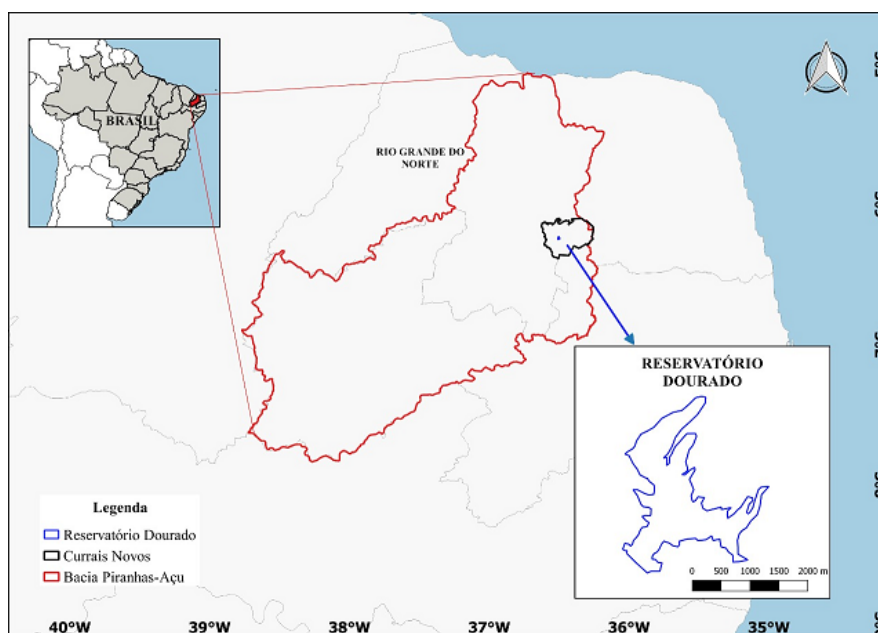 BRASIL
RIO GRANDE DO
NORTE
RESERVATÓRIO
DOURADO
0 500 1000 1500 2000 m
Legenda
Reservatório Dourado
Currais Novos
Bacia Piranhas-Açu
40°W 39°W 38°W 37°W 36°W 35°W